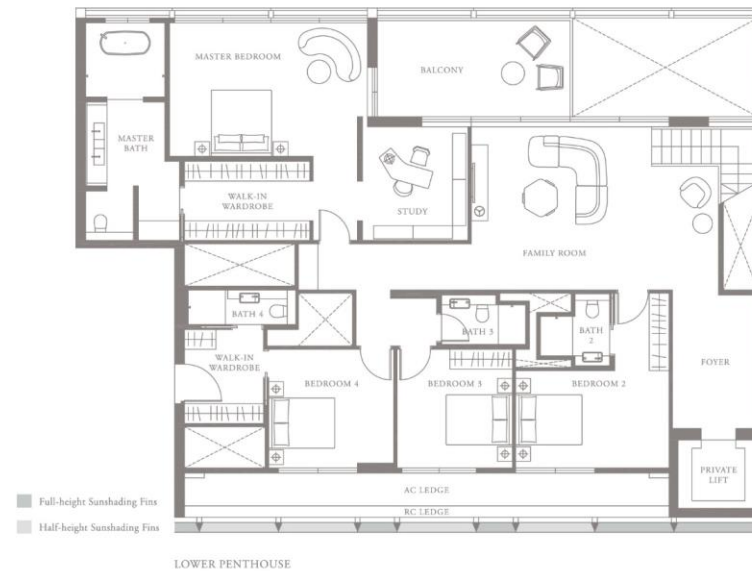 MASTER BEDROOM
BALCONY
MASTER
BATH
WALK-IN
WARDROBE
STUDY
FAMILY ROOM
BATH 4
BATH 3
BATH
2
WALK-IN
WARDROBE
BEDROOM 4
BEDROOM 3
BEDROOM 2
FOYER
PRIVATE
LIFT
AC LEDGE
RC LEDGE
Full-height Sunshading Fins
Half-height Sunshading Fins
LOWER PENTHOUSE